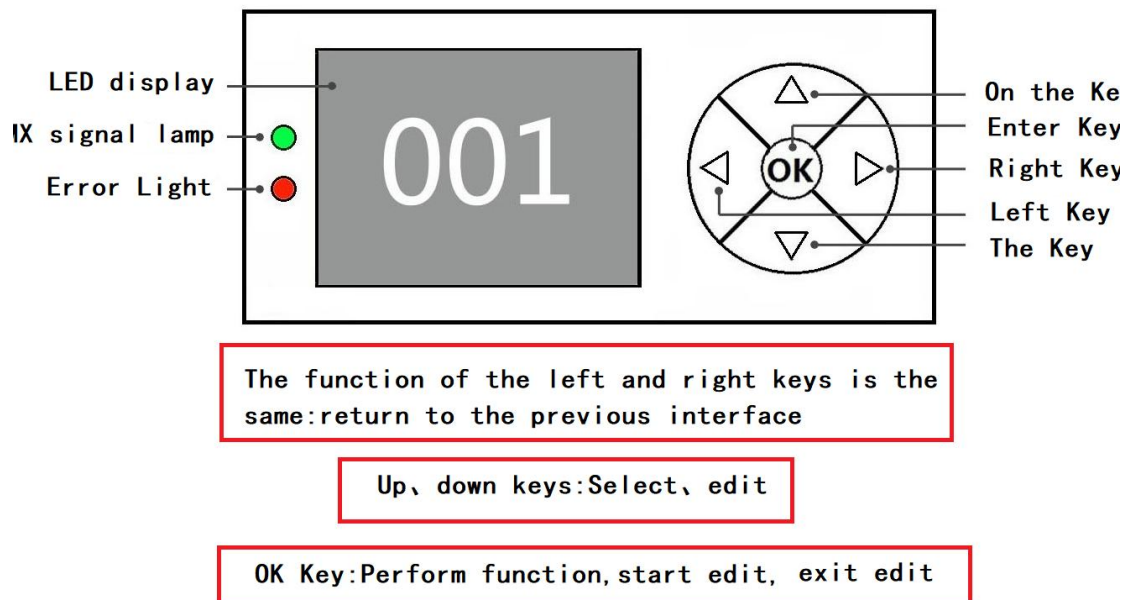 LED display
IX signal lamp
Error Light
001
OK
On the Ke
Enter Key
Right Key
Left Key
The Key
The function of the left and right keys is the
same:return to the previous interface
Up、down keys:Select、edit
OK Key:Perform function,start edit, exit edit